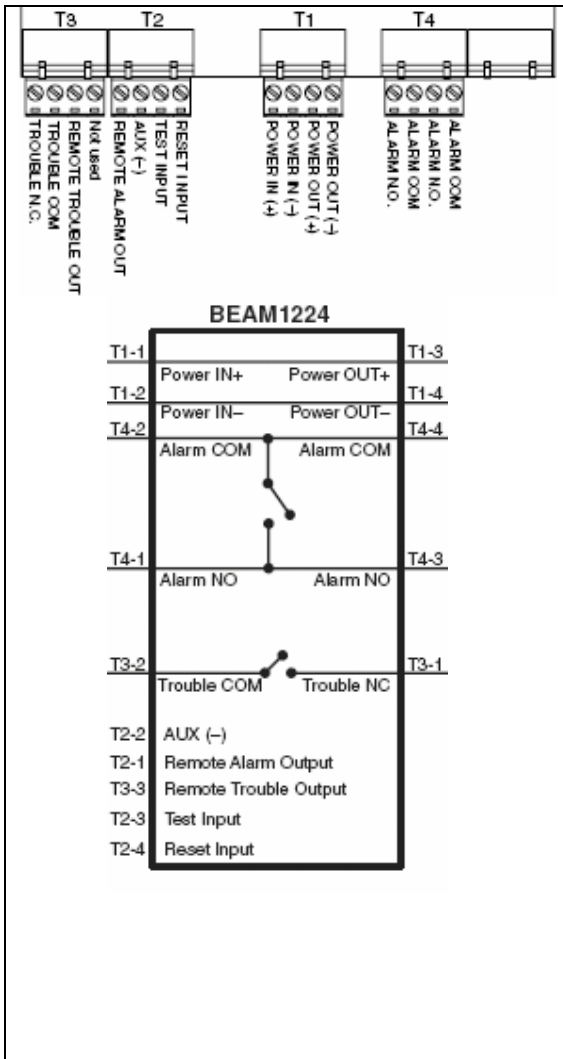 T3 T2 T1 T4
TROUBLE N.C.
TROUBLE COM
REMOTE TROUBLE OUT
Not used
REMOTE ALARM OUT
AUX (–)
TEST INPUT
RESET INPUT
POWER IN (+)
POWER IN (–)
POWER OUT (+)
POWER OUT (–)
ALARM N.O.
ALARM COM
ALARM N.O.
ALARM COM
BEAM1224
T1-1 T1-3
Power IN+ Power OUT+
T1-2 T1-4
Power IN– Power OUT–
T4-2 T4-4
Alarm COM Alarm COM
T4-1 T4-3
Alarm NO Alarm NO
T3-2 T3-1
Trouble COM Trouble NC
T2-2 AUX (–)
T2-1 Remote Alarm Output
T3-3 Remote Trouble Output
T2-3 Test Input
T2-4 Reset Input